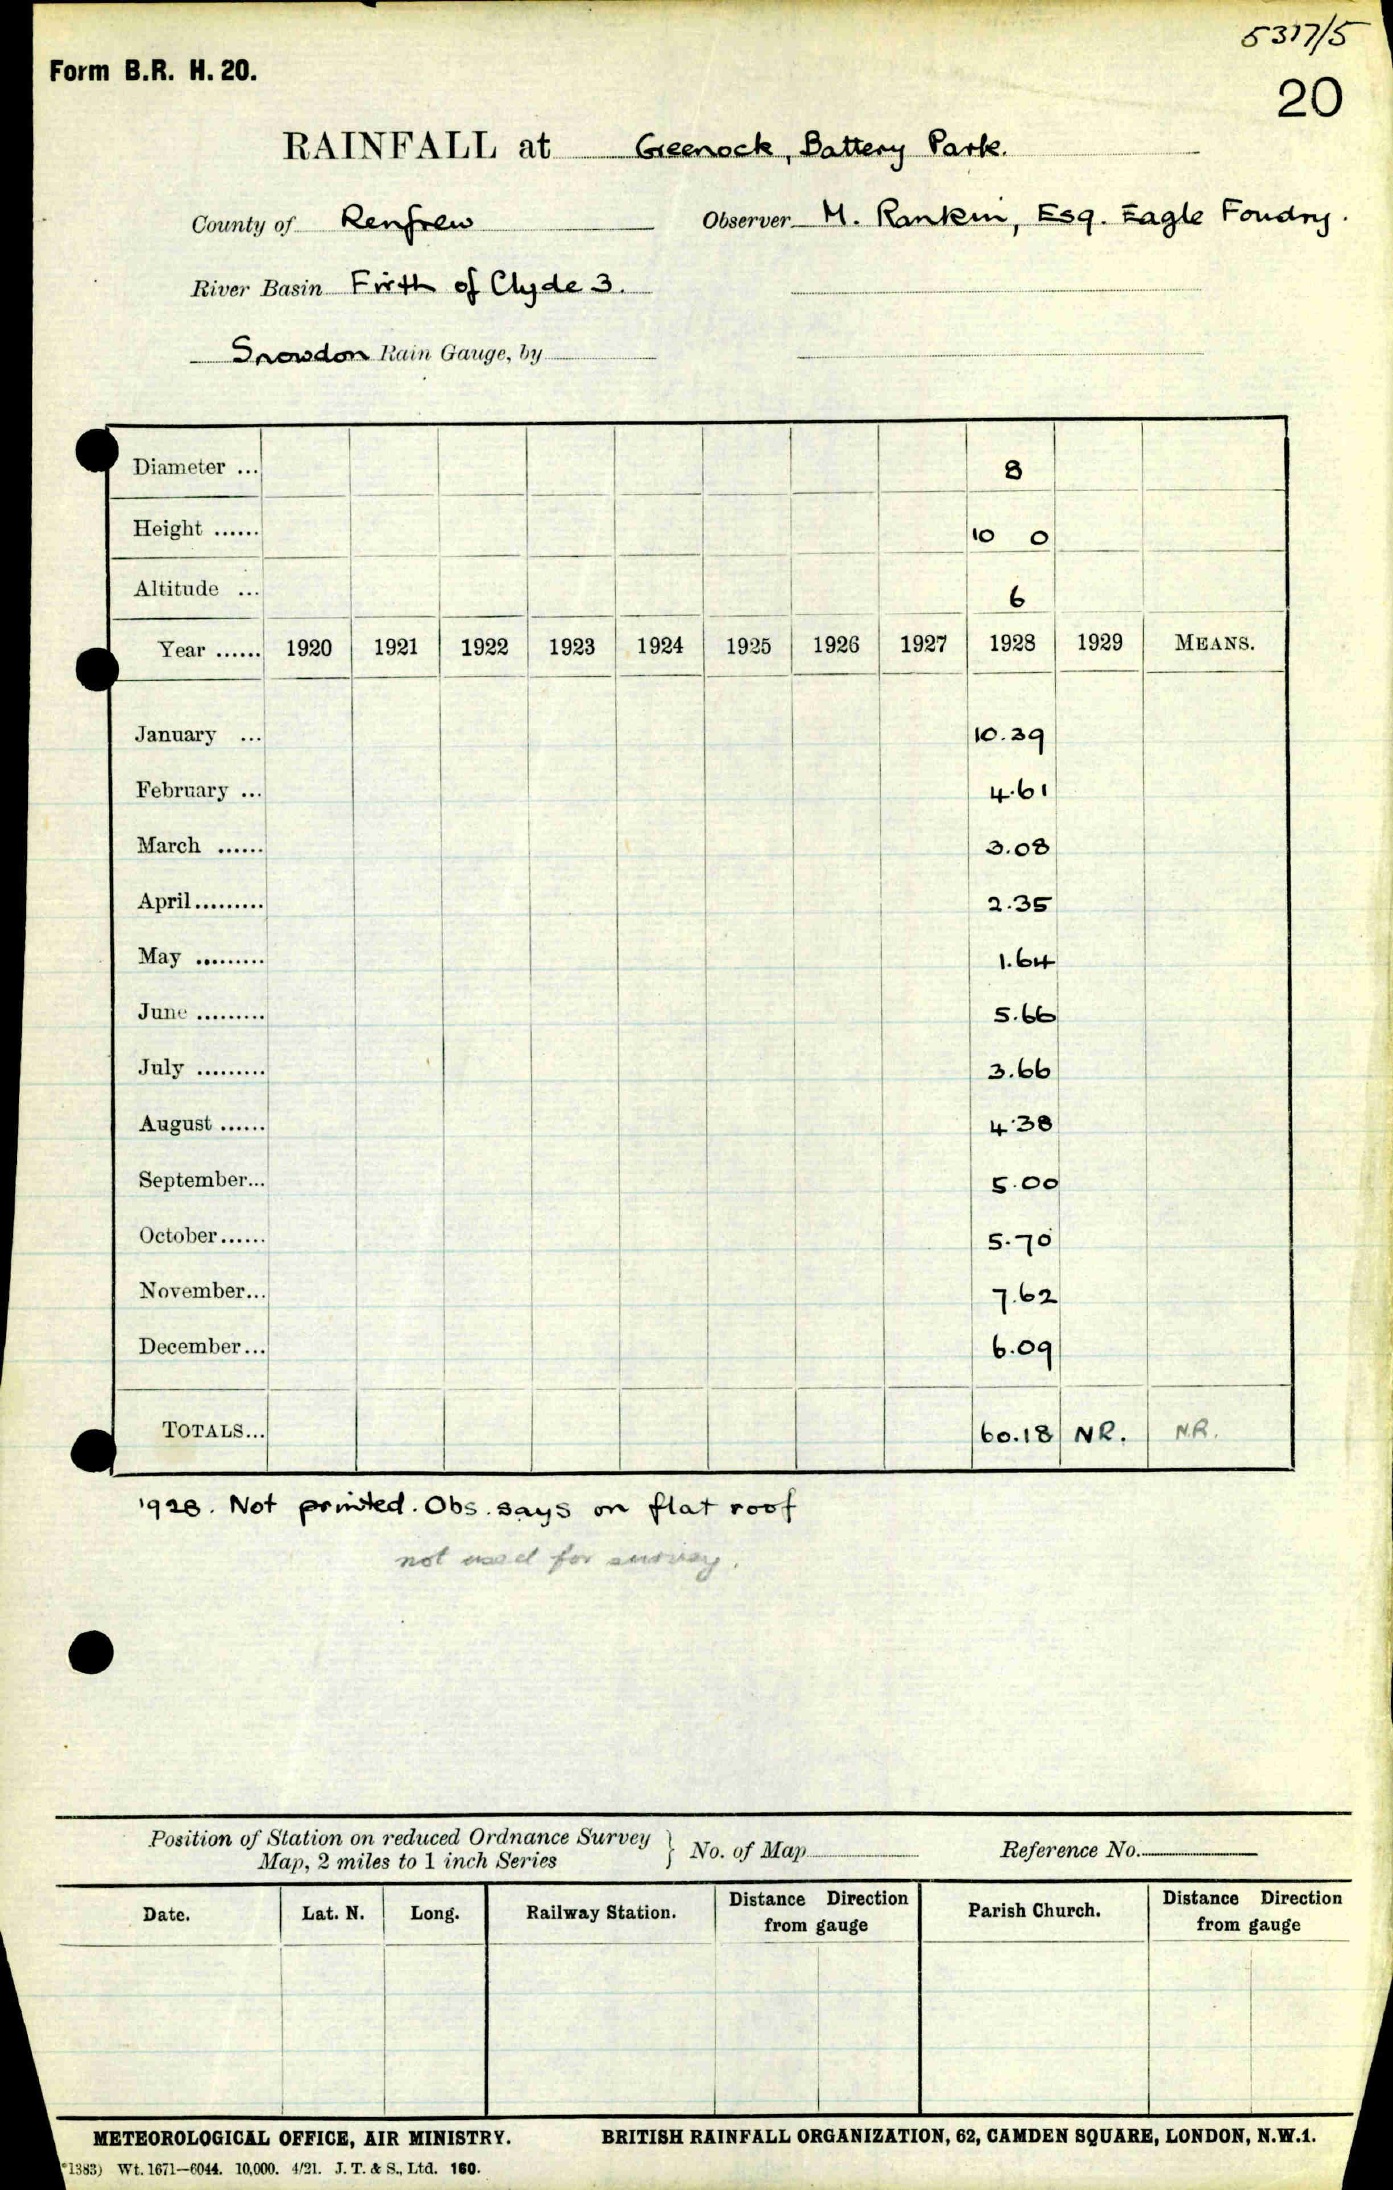 5317/5
Form B.R. H. 20.
20
RAINFALL at Greenock, Battery Park.
County of Renfrew Observer M. Rankin, Esq. Eagle Foundry.
River Basin Firth of Clyde 3.
Snowdon Rain Gauge, by
Diameter ... 8
Height ...... 10 0
Altitude ... 6
Year ...... 1920 1921 1922 1923 1924 1925 1926 1927 1928 1929 MEANS.
January ... 10.39
February ... 4.61
March ...... 3.08
April......... 2.35
May ......... 1.64
June ......... 5.66
July ......... 3.66
August ...... 4.38
September... 5.00
October...... 5.70
November... 7.62
December... 6.09
TOTALS... 60.18 NR. N.R.
1928. Not printed. Obs. says on flat roof
not used for survey.
Position of Station on reduced Ordnance Survey
Map, 2 miles to 1 inch Series } No. of Map Reference No.
Date. Lat. N. Long. Railway Station. Distance Direction from gauge Parish Church. Distance Direction from gauge
METEOROLOGICAL OFFICE, AIR MINISTRY. BRITISH RAINFALL ORGANIZATION, 62, CAMDEN SQUARE, LONDON, N.W.1.
*1383) Wt. 1671—6044. 10,000. 4/21. J. T. & S., Ltd. 160.